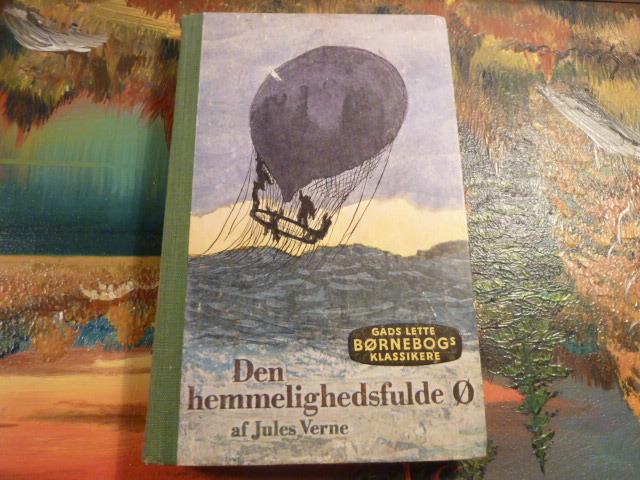 GADS LETTE
BØRNEBOGs
KLASSIKERE
Den
hemmelighedsfulde Ø
af Jules Verne